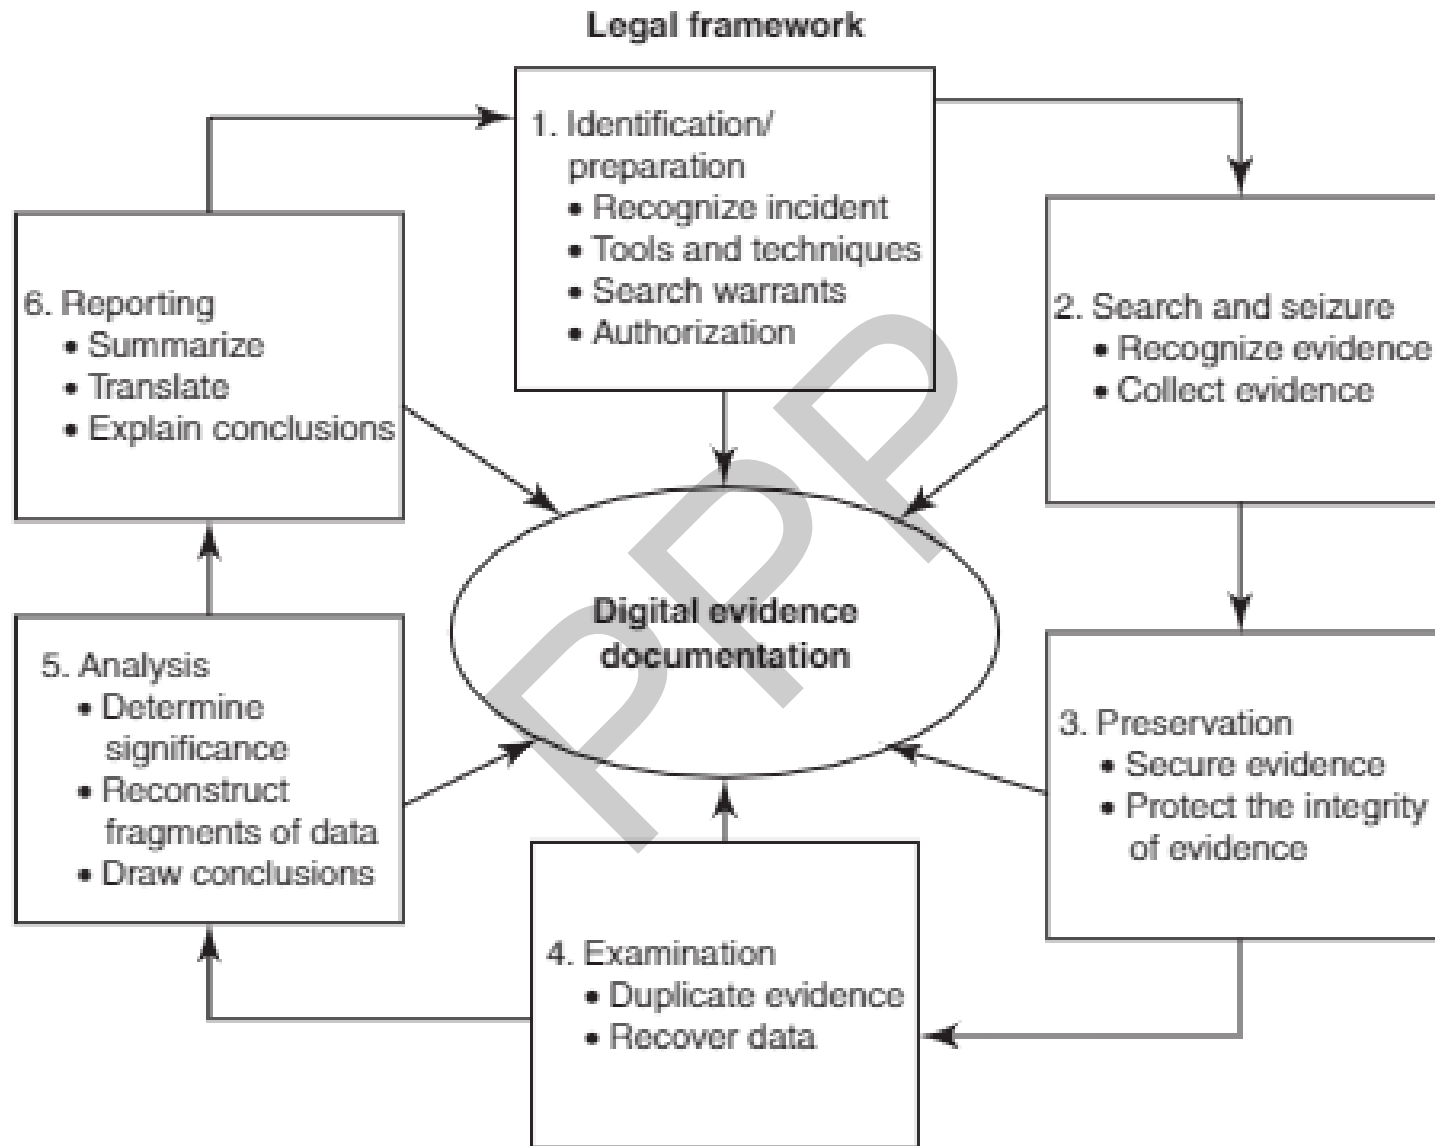 Legal framework
1. Identification/
preparation
• Recognize incident
• Tools and techniques
• Search warrants
• Authorization
2. Search and seizure
• Recognize evidence
• Collect evidence
3. Preservation
• Secure evidence
• Protect the integrity
of evidence
4. Examination
• Duplicate evidence
• Recover data
5. Analysis
• Determine
significance
• Reconstruct
fragments of data
• Draw conclusions
6. Reporting
• Summarize
• Translate
• Explain conclusions
Digital evidence
documentation
PPP